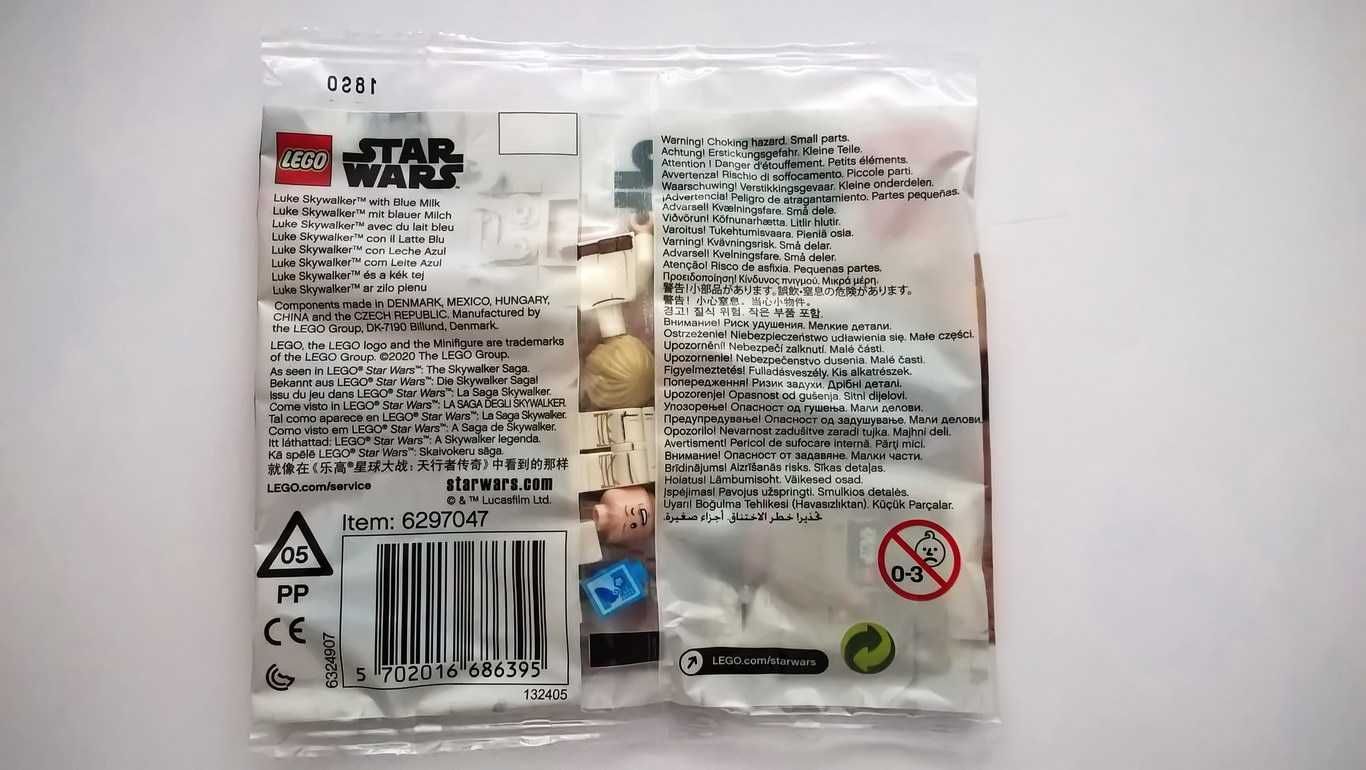 18S0
LEGO
STAR
WARS™
Luke Skywalker™ with Blue Milk
Luke Skywalker™ mit blauer Milch
Luke Skywalker™ avec du lait bleu
Luke Skywalker™ con il Latte Blu
Luke Skywalker™ con Leche Azul
Luke Skywalker™ com Leite Azul
Luke Skywalker™ és a kék tej
Luke Skywalker™ ar zilo pienu
Components made in DENMARK, MEXICO, HUNGARY,
CHINA and the CZECH REPUBLIC. Manufactured by
the LEGO Group, DK-7190 Billund, Denmark.
LEGO, the LEGO logo and the Minifigure are trademarks
of the LEGO Group. ©2020 The LEGO Group.
As seen in LEGO® Star Wars™: The Skywalker Saga.
Bekannt aus LEGO® Star Wars™: Die Skywalker Saga!
Issu du jeu dans LEGO® Star Wars™: La Saga Skywalker.
Come visto in LEGO® Star Wars™: LA SAGA DEGLI SKYWALKER.
Tal como aparece en LEGO® Star Wars™: La Saga Skywalker.
Como visto em LEGO® Star Wars™: A Saga de Skywalker.
Itt láthattad: LEGO® Star Wars™: A Skywalker legenda.
Kā spēlē LEGO® Star Wars™: Skaivokeru sāga.
就像在《乐高®星球大战：天行者传奇》中看到的那样
LEGO.com/service
starwars.com
© & ™ Lucasfilm Ltd.
Item: 6297047
05
PP
CE
6324907
5 702016 686395
132405
Warning! Choking hazard. Small parts.
Achtung! Erstickungsgefahr. Kleine Teile.
Attention ! Danger d'étouffement. Petits éléments.
Avvertenza! Rischio di soffocamento. Piccole parti.
Waarschuwing! Verstikkingsgevaar. Kleine onderdelen.
¡Advertencia! Peligro de atragantamiento. Partes pequeñas.
Advarsel! Kvælningsfare. Små dele.
Viðvörun! Köfnunarhætta. Litlir hlutir.
Varoitus! Tukehtumisvaara. Pieniä osia.
Varning! Kvävningsrisk. Små delar.
Advarsel! Kvelningsfare. Små deler.
Atenção! Risco de asfixia. Pequenas partes.
Προειδοποίηση! Κίνδυνος πνιγμού. Μικρά μέρη.
警告!小部品があります。誤飲・窒息の危険があります。
警告！小心窒息。当心小物件。
경고! 질식 위험. 작은 부품 포함.
Внимание! Риск удушения. Мелкие детали.
Ostrzeżenie! Niebezpieczeństwo udławienia się. Małe części.
Upozornění! Nebezpečí zalknutí. Malé části.
Upozornenie! Nebezpečenstvo dusenia. Malé časti.
Figyelmeztetés! Fulladásveszély. Kis alkatrészek.
Попередження! Ризик задухи. Дрібні деталі.
Upozorenje! Opasnost od gušenja. Sitni dijelovi.
Упозорење! Опасност од гушења. Мали делови.
Предупредување! Опасност од задушување. Мали делови.
Opozorilo! Nevarnost zadušitve zaradi tujka. Majhni deli.
Avertisment! Pericol de sufocare internă. Părţi mici.
Внимание! Опасност от задавяне. Малки части.
Brīdinājums! Aizrīšanās risks. Sīkas detaļas.
Hoiatus! Lämbumisoht. Väikesed osad.
Įspėjimas! Pavojus užspringti. Smulkios detalės.
Uyarı! Boğulma Tehlikesi (Havasızlıktan). Küçük Parçalar.
تحذير! خطر الاختناق. أجزاء صغيرة.
0-3
LEGO.com/starwars